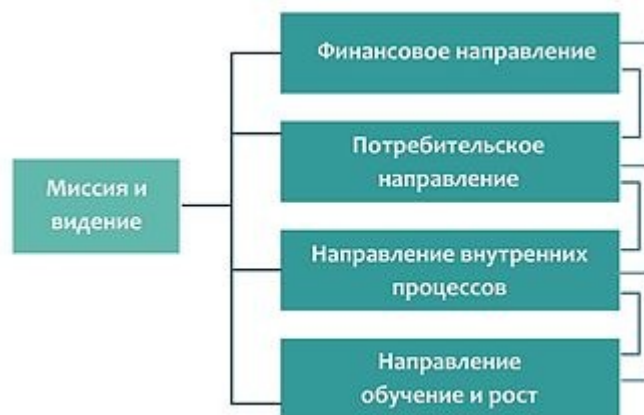 Миссия и
видение
Финансовое направление
Потребительское
направление
Направление внутренних
процессов
Направление
обучение и рост